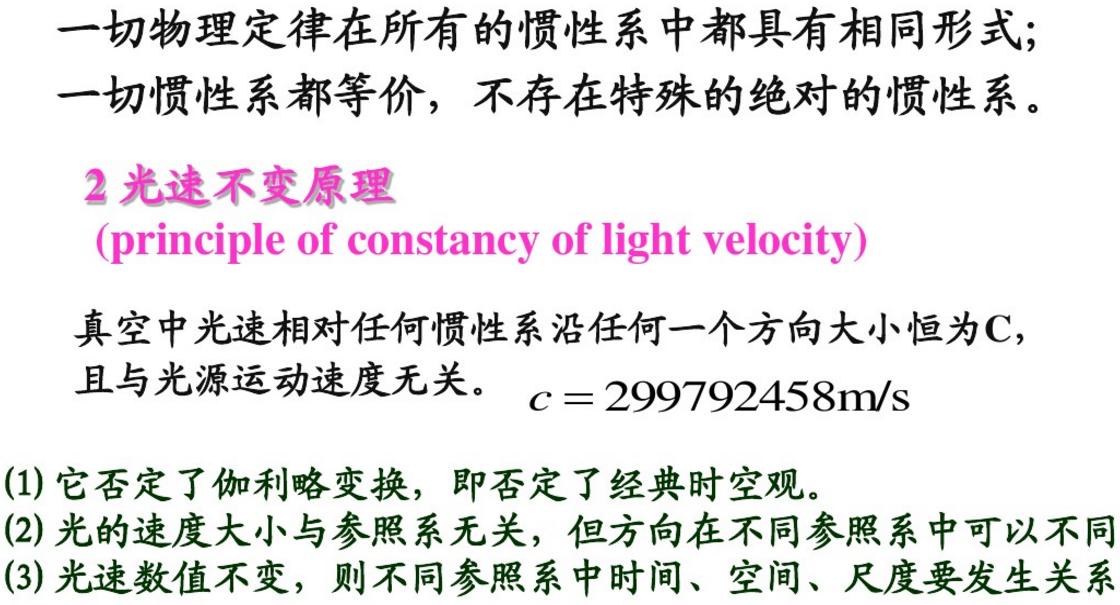 一切物理定律在所有的惯性系中都具有相同形式;
一切惯性系都等价，不存在特殊的绝对的惯性系。
2 光速不变原理
(principle of constancy of light velocity)
真空中光速相对任何惯性系沿任何一个方向大小恒为C，
且与光源运动速度无关。 c = 299792458m/s
(1) 它否定了伽利略变换，即否定了经典时空观。
(2) 光的速度大小与参照系无关，但方向在不同参照系中可以不同
(3) 光速数值不变，则不同参照系中时间、空间、尺度要发生关系